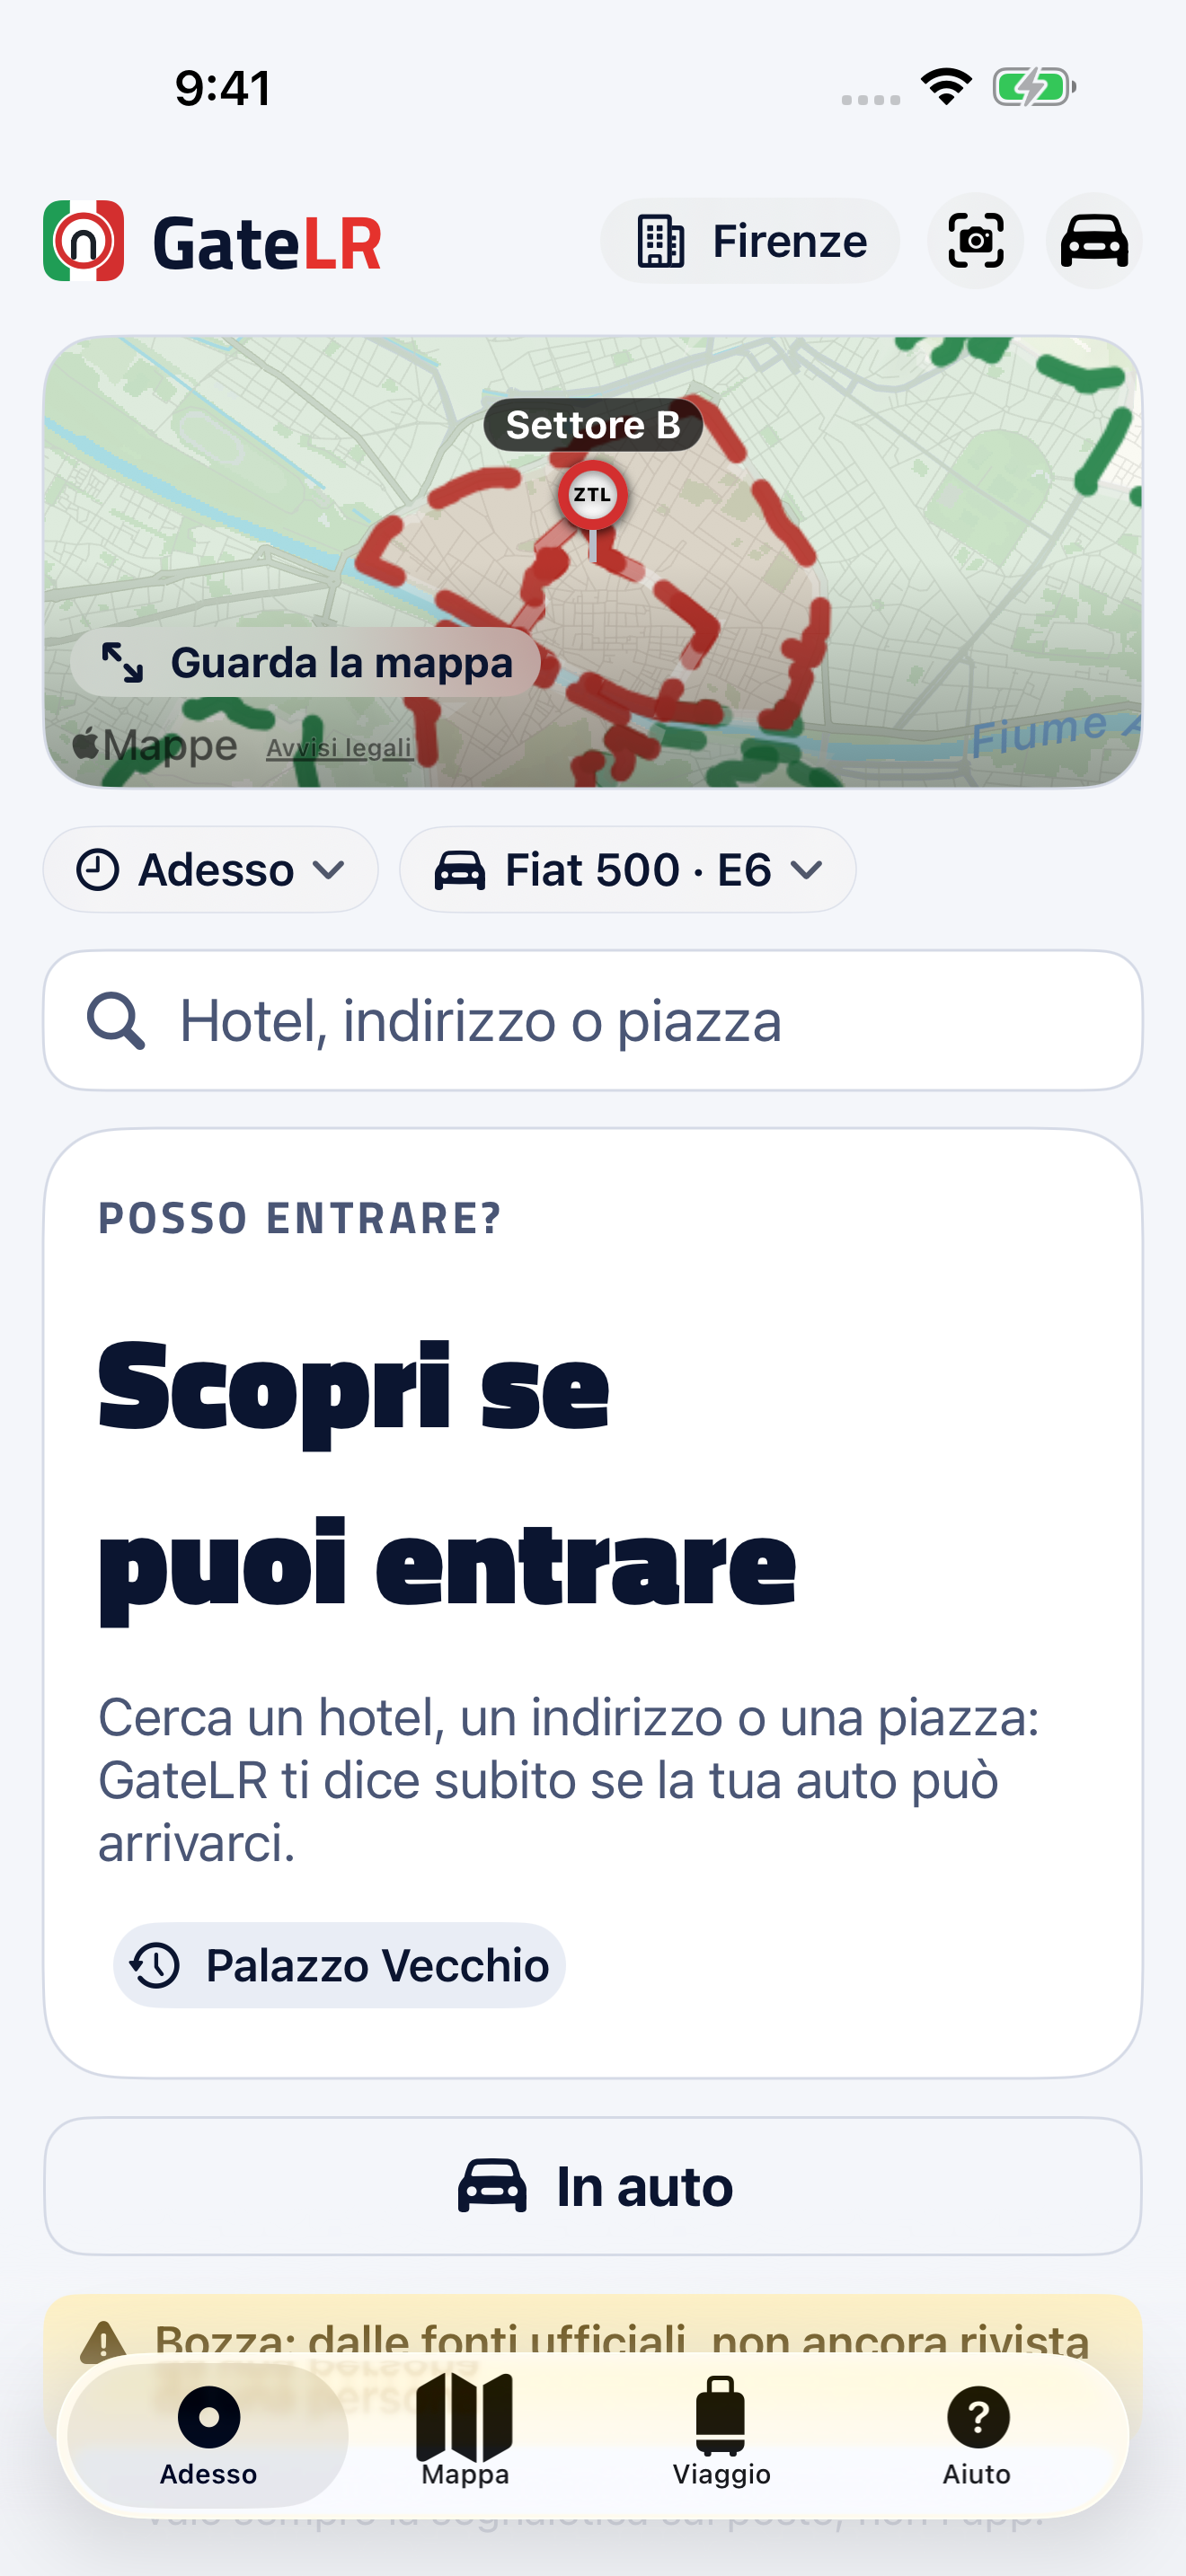 9:41
GateLR
Firenze
Settore B
ZTL
Guarda la mappa
Mappe
Avvisi legali
Fiume
Adesso
Fiat 500 · E6
Hotel, indirizzo o piazza
POSSO ENTRARE?
Scopri se
puoi entrare
Cerca un hotel, un indirizzo o una piazza:
GateLR ti dice subito se la tua auto può
arrivarci.
Palazzo Vecchio
In auto
Bozza: dalle fonti ufficiali, non ancora rivista
Adesso
Mappa
Viaggio
Aiuto